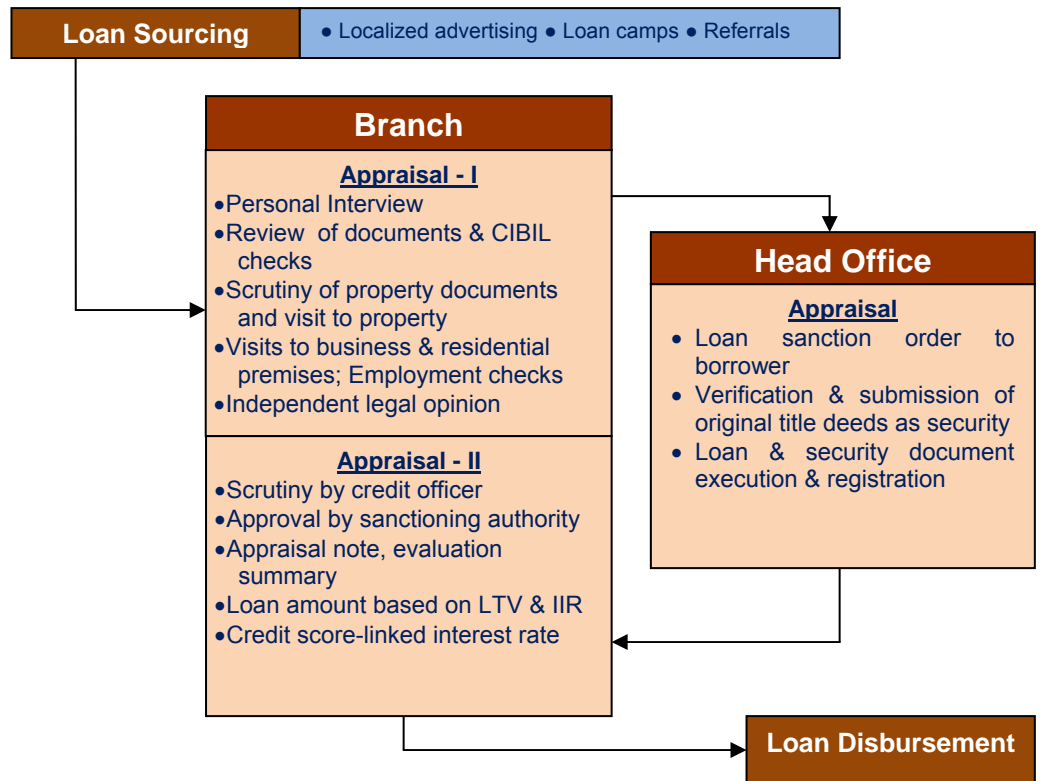 Loan Sourcing
● Localized advertising ● Loan camps ● Referrals
Branch
Appraisal - I
●Personal Interview
●Review of documents & CIBIL
checks
●Scrutiny of property documents
and visit to property
●Visits to business & residential
premises; Employment checks
●Independent legal opinion
Appraisal - II
●Scrutiny by credit officer
●Approval by sanctioning authority
●Appraisal note, evaluation
summary
●Loan amount based on LTV & IIR
●Credit score-linked interest rate
Head Office
Appraisal
● Loan sanction order to
borrower
● Verification & submission of
original title deeds as security
● Loan & security document
execution & registration
Loan Disbursement